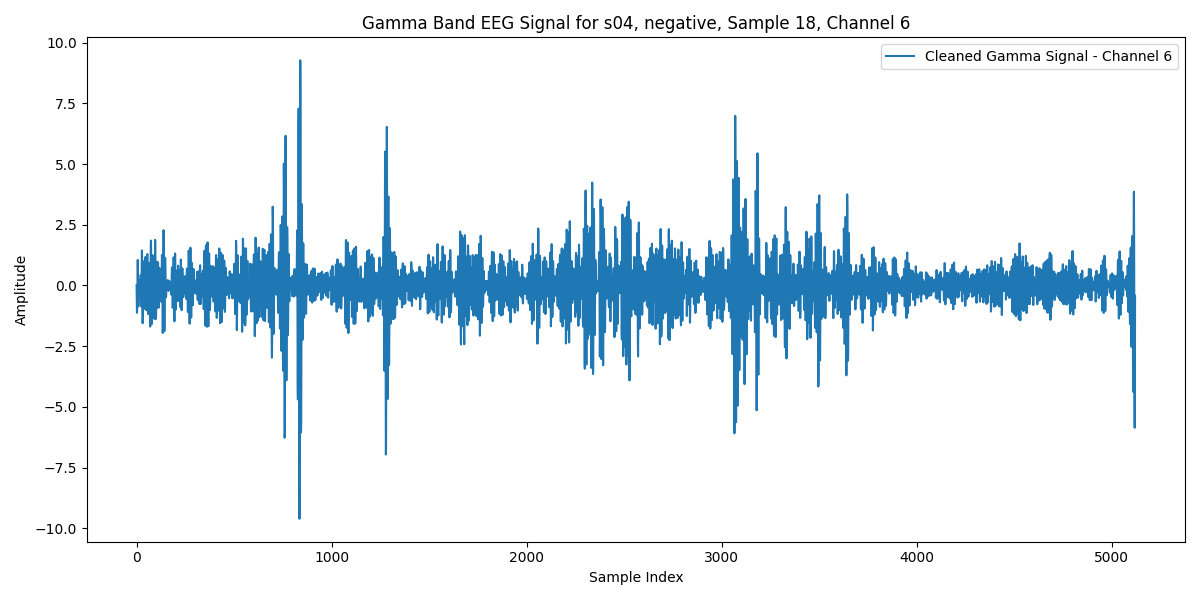 Gamma Band EEG Signal for s04, negative, Sample 18, Channel 6
Cleaned Gamma Signal - Channel 6
10.0
7.5
5.0
2.5
0.0
−2.5
−5.0
−7.5
−10.0
Amplitude
0 1000 2000 3000 4000 5000
Sample Index